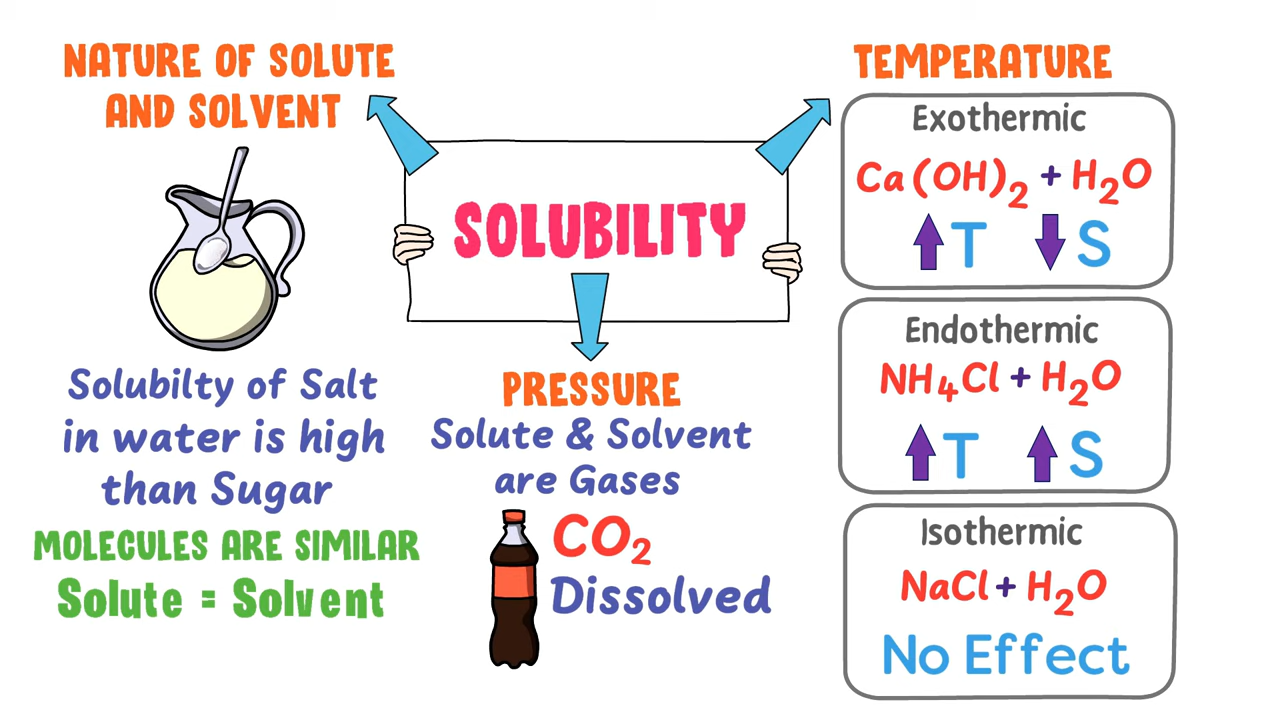 NATURE OF SOLUTE
AND SOLVENT
Solubilty of Salt
in water is high
than Sugar
MOLECULES ARE SIMILAR
Solute = Solvent
SOLUBILITY
PRESSURE
Solute & Solvent
are Gases
CO₂
Dissolved
TEMPERATURE
Exothermic
Ca(OH)₂ + H₂O
T S
Endothermic
NH₄Cl + H₂O
T S
Isothermic
NaCl + H₂O
No Effect